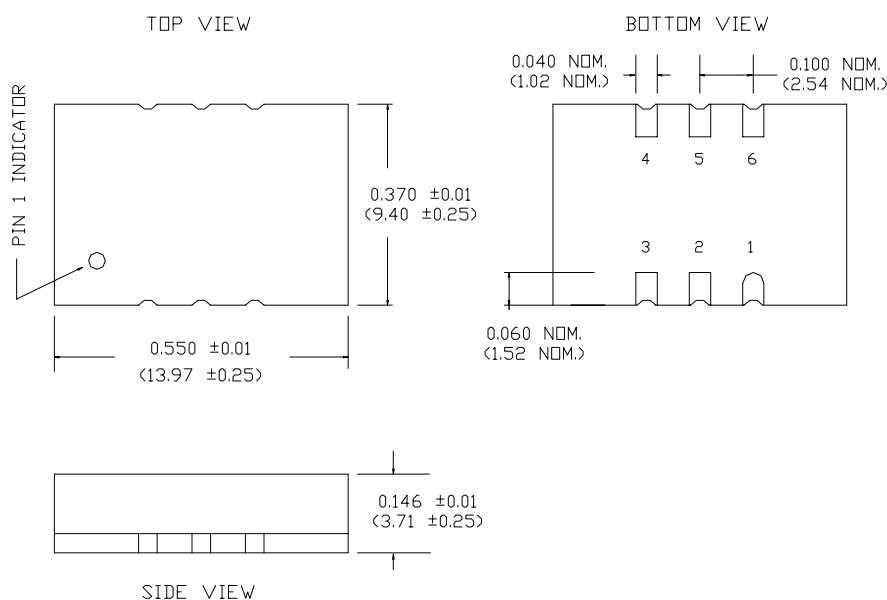 TOP VIEW
PIN 1 INDICATOR
0.370 ±0.01
(9.40 ±0.25)
0.550 ±0.01
(13.97 ±0.25)
BOTTOM VIEW
0.040 NOM.
(1.02 NOM.)
0.100 NOM.
(2.54 NOM.)
4 5 6
3 2 1
0.060 NOM.
(1.52 NOM.)
0.146 ±0.01
(3.71 ±0.25)
SIDE VIEW